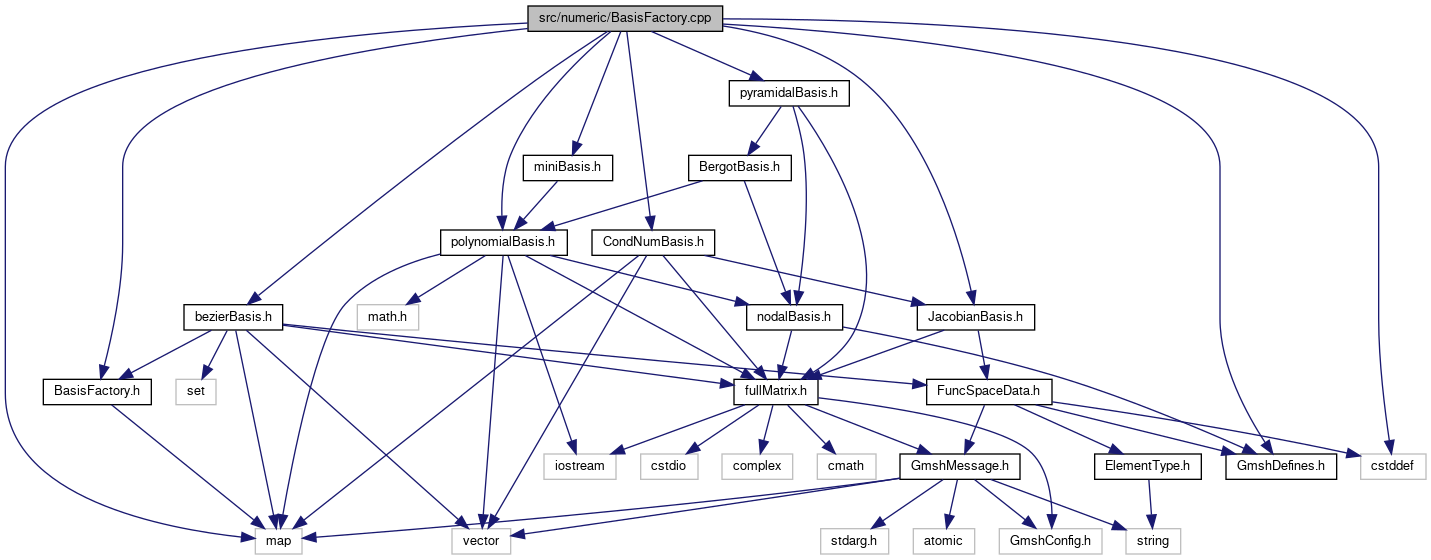 src/numeric/BasisFactory.cpp
pyramidalBasis.h
miniBasis.h
BergotBasis.h
polynomialBasis.h
CondNumBasis.h
bezierBasis.h
math.h
nodalBasis.h
JacobianBasis.h
BasisFactory.h
set
fullMatrix.h
FuncSpaceData.h
iostream
cstdio
complex
cmath
GmshMessage.h
ElementType.h
GmshDefines.h
cstddef
map
vector
stdarg.h
atomic
GmshConfig.h
string